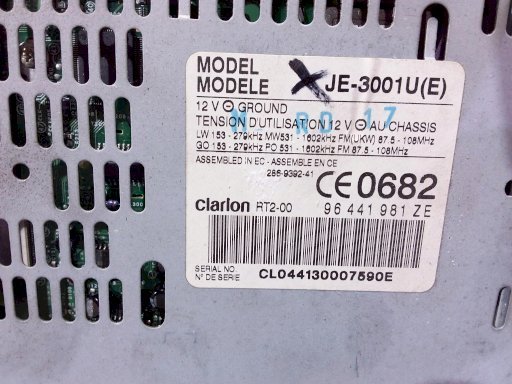 MODEL
MODELE JE-3001U(E)
12 V ⊖ GROUND
TENSION D'UTILISATION 12 V ⊖ AU CHASSIS
LW 153 - 279kHz MW531 - 1602kHz FM(UKW) 87.5 - 108MHz
GO 153 - 279kHz PO 531 - 1602kHz FM 87.5 - 108MHz
ASSEMBLED IN EC - ASSEMBLE EN CE
286-9392-41
CE0682
Clarion RT2-00 96 441 981 ZE
SERIAL NO.
N° DE SERIE CL044130007590E